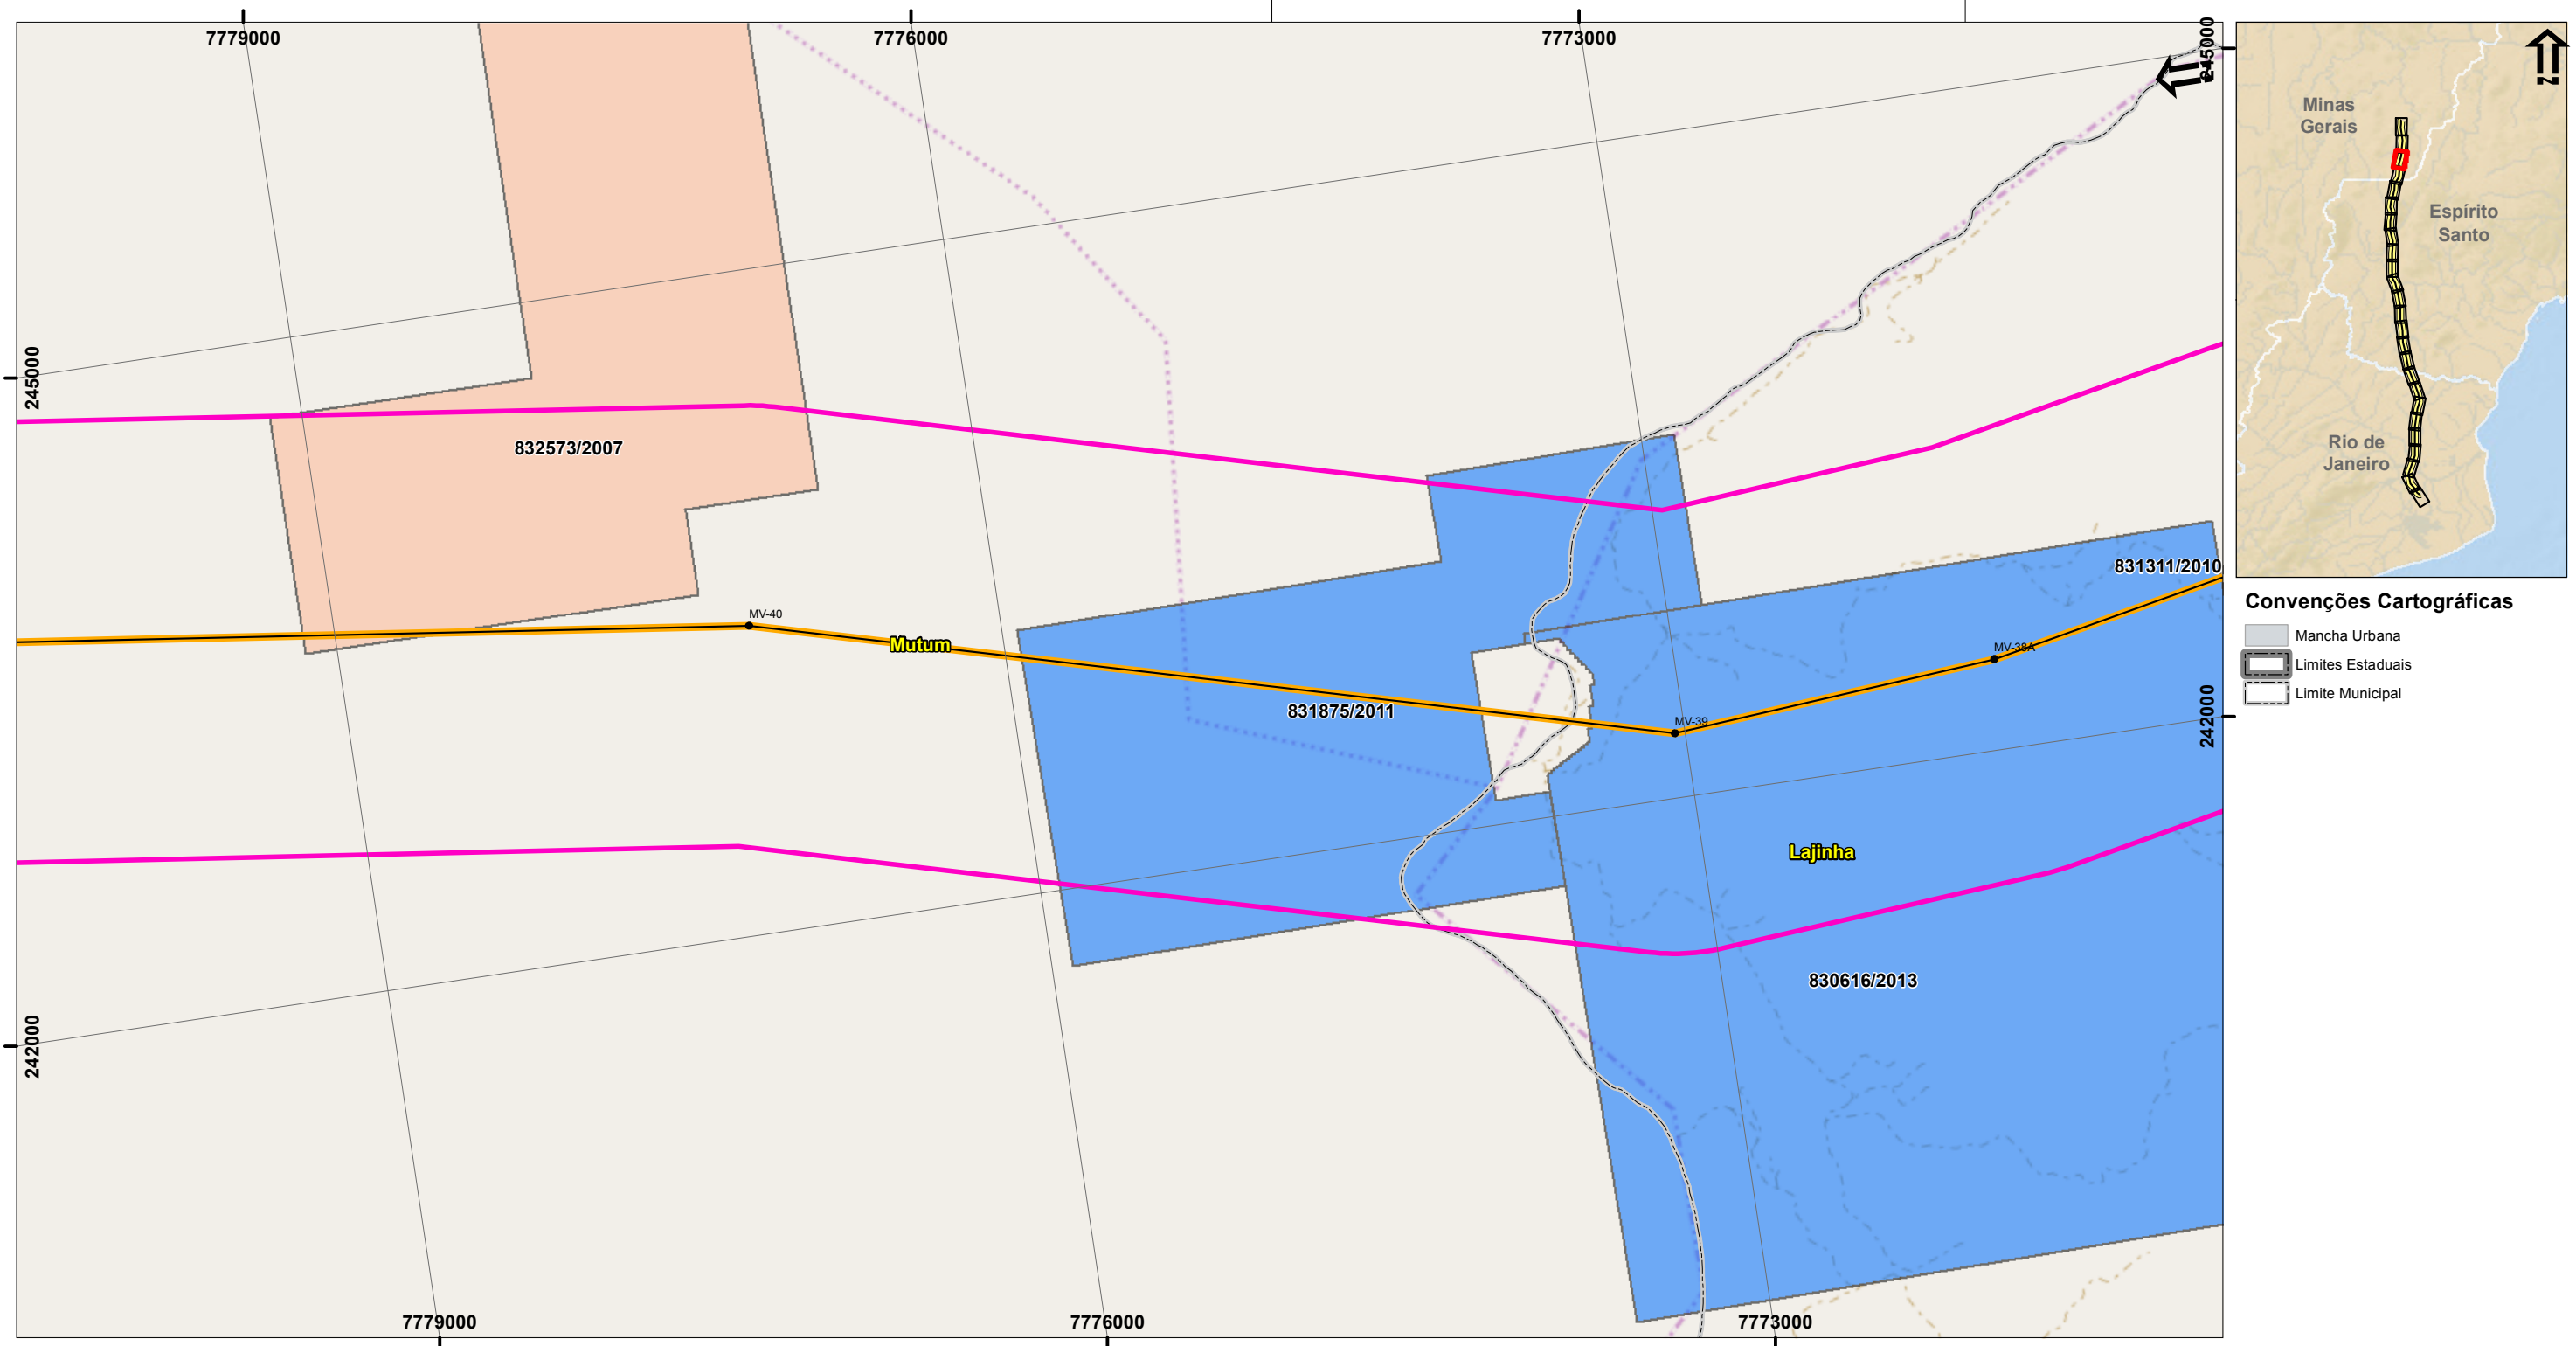 7779000
7776000
7773000
245000
245000
832573/2007
831311/2010
MV-40
Mutum
MV-38A
831875/2011
MV-39
242000
Lajinha
830616/2013
242000
7779000
7776000
7773000
N
Minas
Gerais
Espírito
Santo
Rio de
Janeiro
Convenções Cartográficas
Mancha Urbana
Limites Estaduais
Limite Municipal